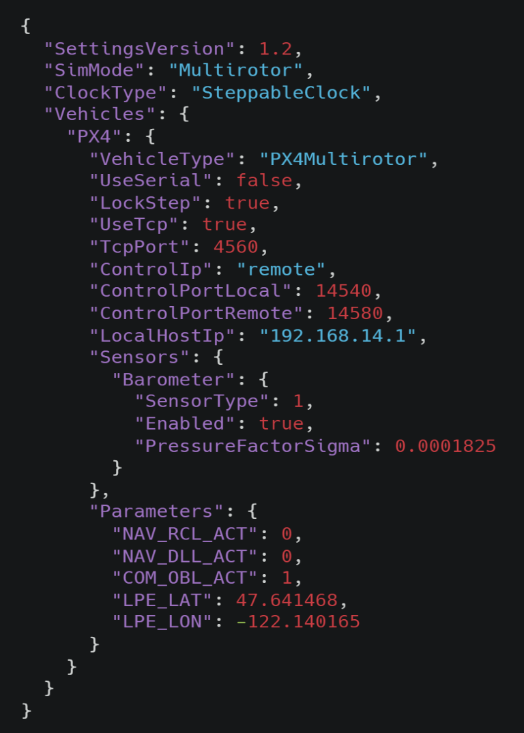 {
  "SettingsVersion": 1.2,
  "SimMode": "Multirotor",
  "ClockType": "SteppableClock",
  "Vehicles": {
    "PX4": {
      "VehicleType": "PX4Multirotor",
      "UseSerial": false,
      "LockStep": true,
      "UseTcp": true,
      "TcpPort": 4560,
      "ControlIp": "remote",
      "ControlPortLocal": 14540,
      "ControlPortRemote": 14580,
      "LocalHostIp": "192.168.14.1",
      "Sensors": {
        "Barometer": {
          "SensorType": 1,
          "Enabled": true,
          "PressureFactorSigma": 0.0001825
        }
      },
      "Parameters": {
        "NAV_RCL_ACT": 0,
        "NAV_DLL_ACT": 0,
        "COM_OBL_ACT": 1,
        "LPE_LAT": 47.641468,
        "LPE_LON": -122.140165
      }
    }
  }
}